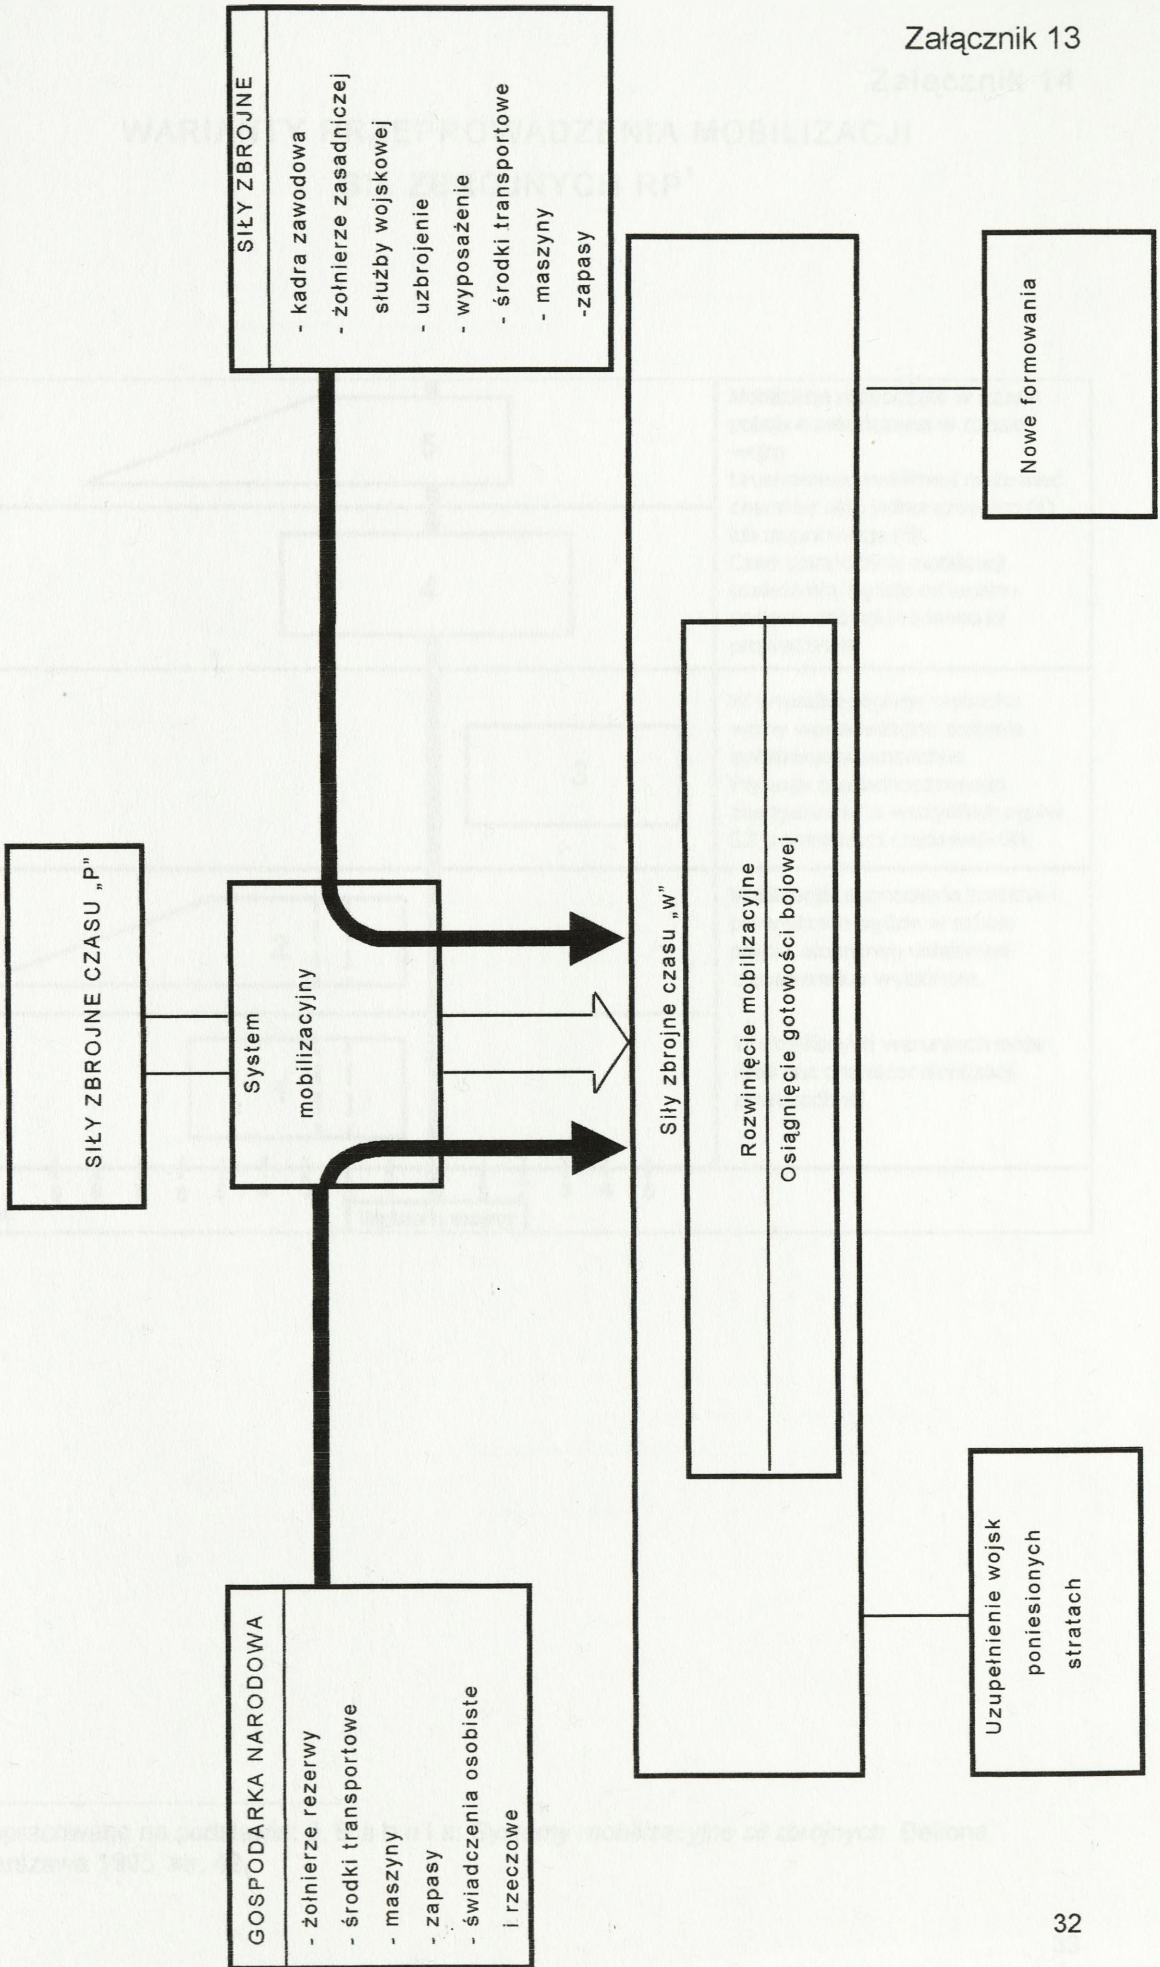 Załącznik 13
SIŁY ZBROJNE CZASU „P"
GOSPODARKA NARODOWA
- żołnierze rezerwy
- środki transportowe
- maszyny
- zapasy
- świadczenia osobiste
i rzeczowe
System
mobilizacyjny
SIŁY ZBROJNE
- kadra zawodowa
- żołnierze zasadniczej
służby wojskowej
- uzbrojenie
- wyposażenie
- środki transportowe
- maszyny
-zapasy
Siły zbrojne czasu „w"
Rozwinięcie mobilizacyjne
Osiągnięcie gotowości bojowej
Uzupełnienie wojsk
poniesionych
stratach
Nowe formowania
32